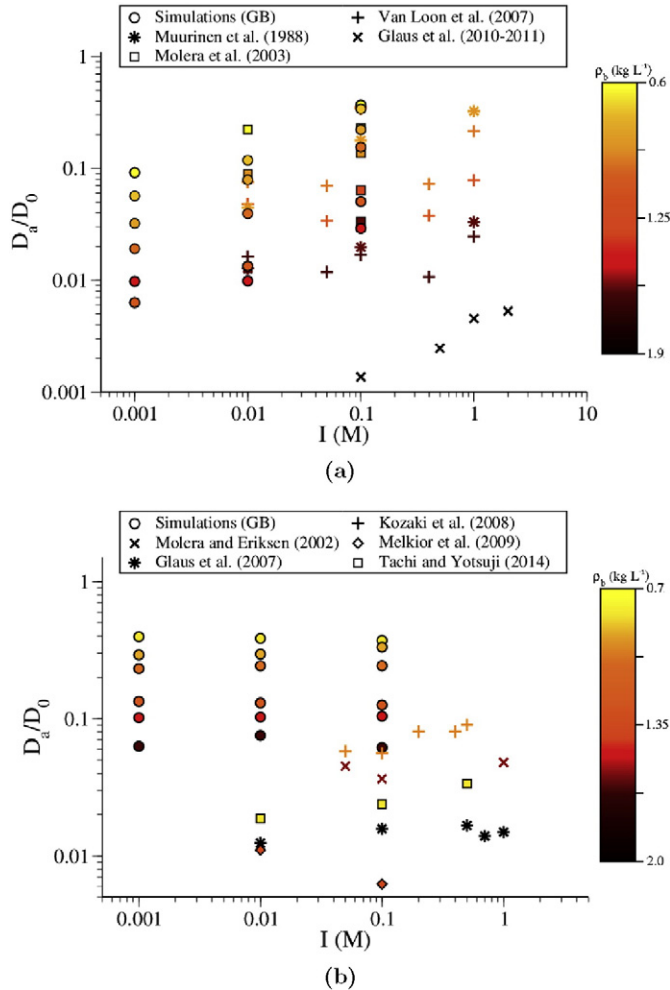 Simulations (GB)
Muurinen et al. (1988)
Molera et al. (2003)
Van Loon et al. (2007)
Glaus et al. (2010-2011)
ρb (kg L-1)
0.6
1.25
1.9
Da/D0
1
0.1
0.01
0.001
0.001
0.01
0.1
1
10
I (M)
(a)
Simulations (GB)
Molera and Eriksen (2002)
Glaus et al. (2007)
Kozaki et al. (2008)
Melkior et al. (2009)
Tachi and Yotsuji (2014)
ρb (kg L-1)
0.7
1.35
2.0
Da/D0
1
0.1
0.01
0.001
0.01
0.1
1
I (M)
(b)